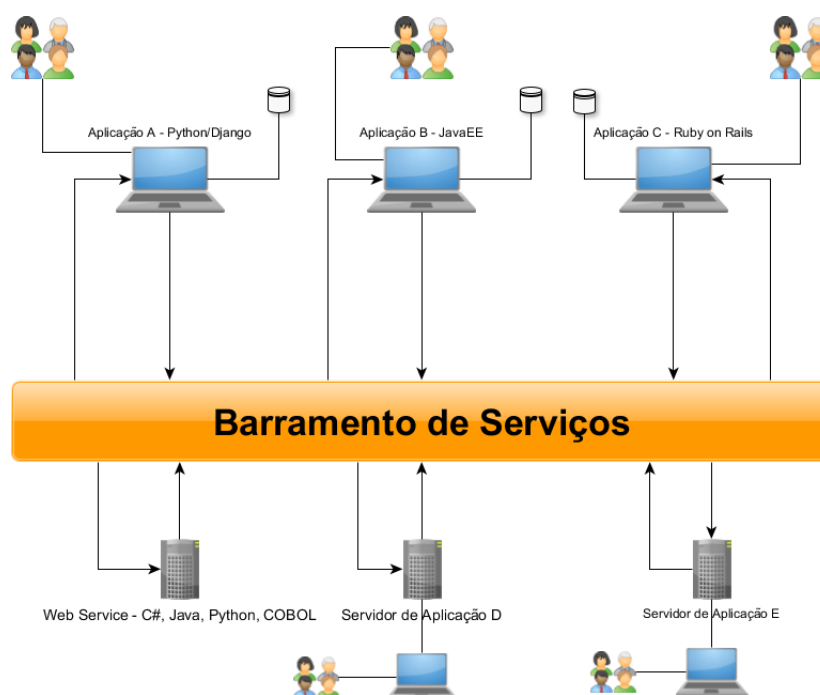 Aplicação A - Python/Django
Aplicação B - JavaEE
Aplicação C - Ruby on Rails
Barramento de Serviços
Web Service - C#, Java, Python, COBOL
Servidor de Aplicação D
Servidor de Aplicação E